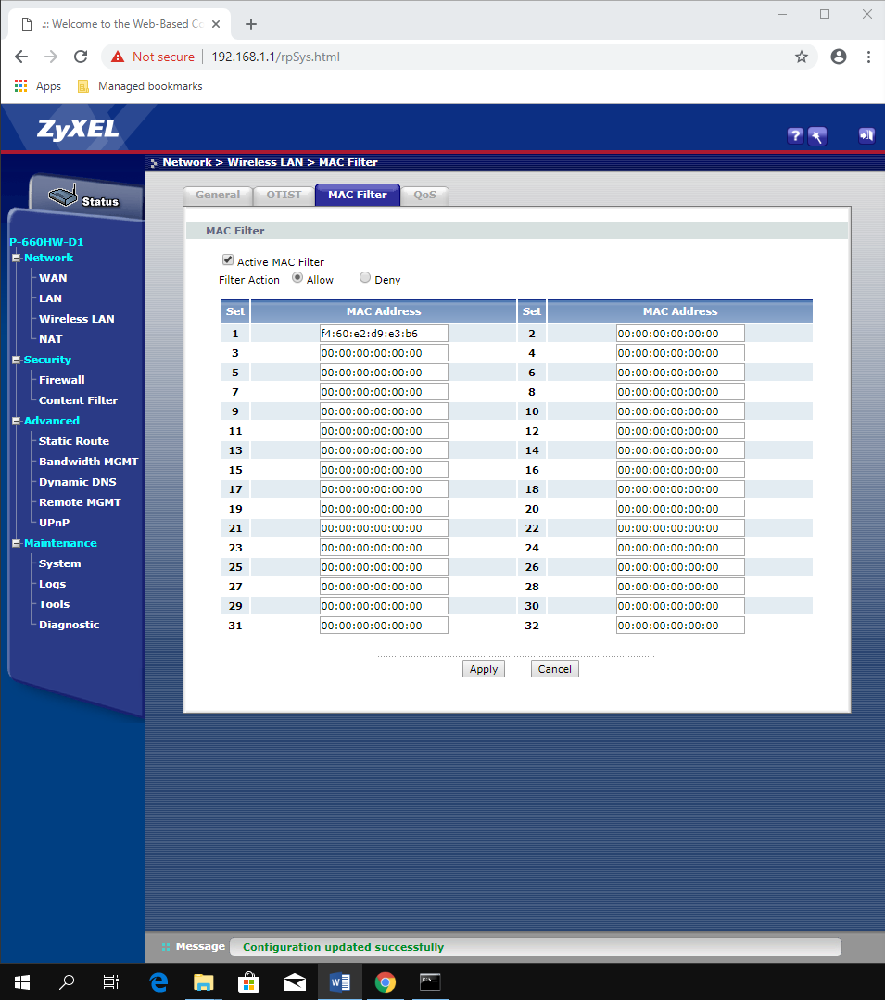 .:: Welcome to the Web-Based Co
Not secure | 192.168.1.1/rpSys.html
Apps Managed bookmarks
ZyXEL
Network > Wireless LAN > MAC Filter
Status
General OTIST MAC Filter QoS
P-660HW-D1
Network
WAN
LAN
Wireless LAN
NAT
Security
Firewall
Content Filter
Advanced
Static Route
Bandwidth MGMT
Dynamic DNS
Remote MGMT
UPnP
Maintenance
System
Logs
Tools
Diagnostic
MAC Filter
Active MAC Filter
Filter Action Allow Deny
Set MAC Address Set MAC Address
1 f4:60:e2:d9:e3:b6 2 00:00:00:00:00:00
3 00:00:00:00:00:00 4 00:00:00:00:00:00
5 00:00:00:00:00:00 6 00:00:00:00:00:00
7 00:00:00:00:00:00 8 00:00:00:00:00:00
9 00:00:00:00:00:00 10 00:00:00:00:00:00
11 00:00:00:00:00:00 12 00:00:00:00:00:00
13 00:00:00:00:00:00 14 00:00:00:00:00:00
15 00:00:00:00:00:00 16 00:00:00:00:00:00
17 00:00:00:00:00:00 18 00:00:00:00:00:00
19 00:00:00:00:00:00 20 00:00:00:00:00:00
21 00:00:00:00:00:00 22 00:00:00:00:00:00
23 00:00:00:00:00:00 24 00:00:00:00:00:00
25 00:00:00:00:00:00 26 00:00:00:00:00:00
27 00:00:00:00:00:00 28 00:00:00:00:00:00
29 00:00:00:00:00:00 30 00:00:00:00:00:00
31 00:00:00:00:00:00 32 00:00:00:00:00:00
Apply Cancel
Message Configuration updated successfully